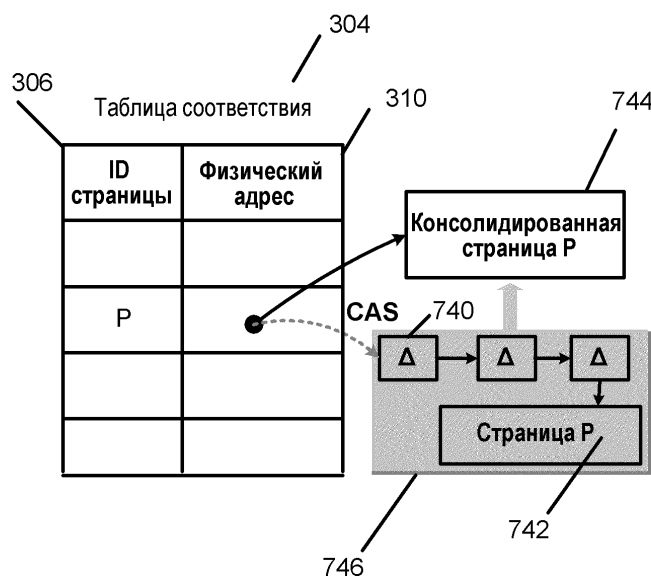 304
306
310
Таблица соответствия
744
ID
страницы
Физический
адрес
Консолидированная
страница P
P
CAS
740
Δ
Δ
Δ
Страница P
746
742